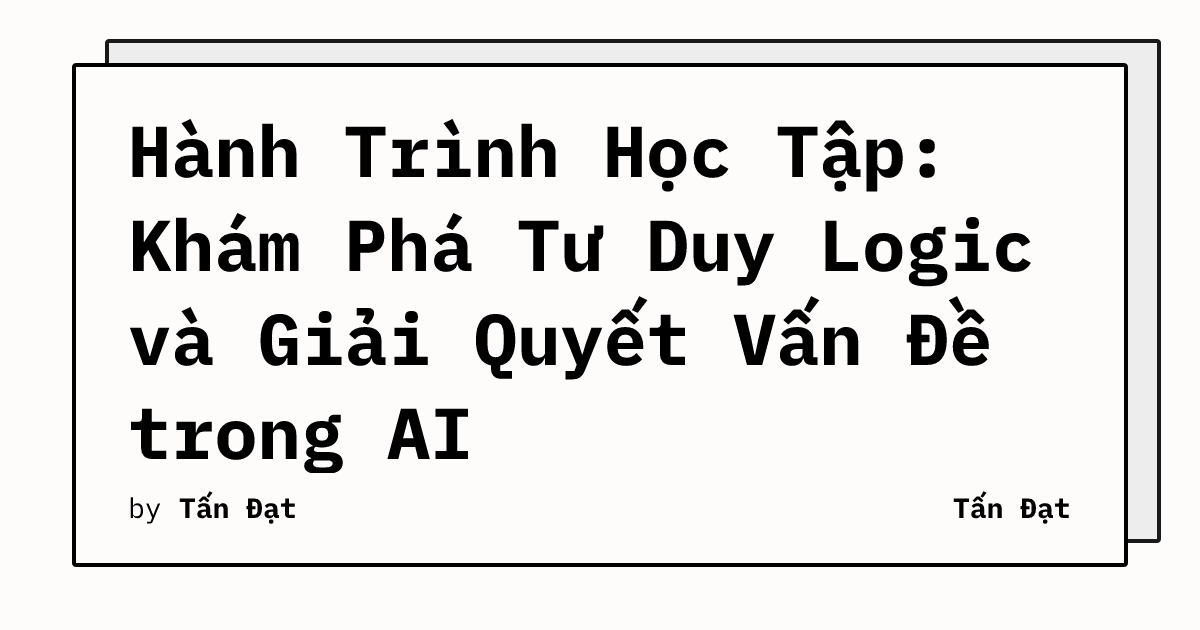 Hành Trình Học Tập:
Khám Phá Tư Duy Logic
và Giải Quyết Vấn Đề
trong AI
by Tấn Đạt
Tấn Đạt